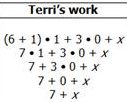 Terri's work
(6 + 1) • 1 + 3 • 0 + x
7 • 1 + 3 • 0 + x
7 + 3 • 0 + x
7 + 0 + x
7 + x